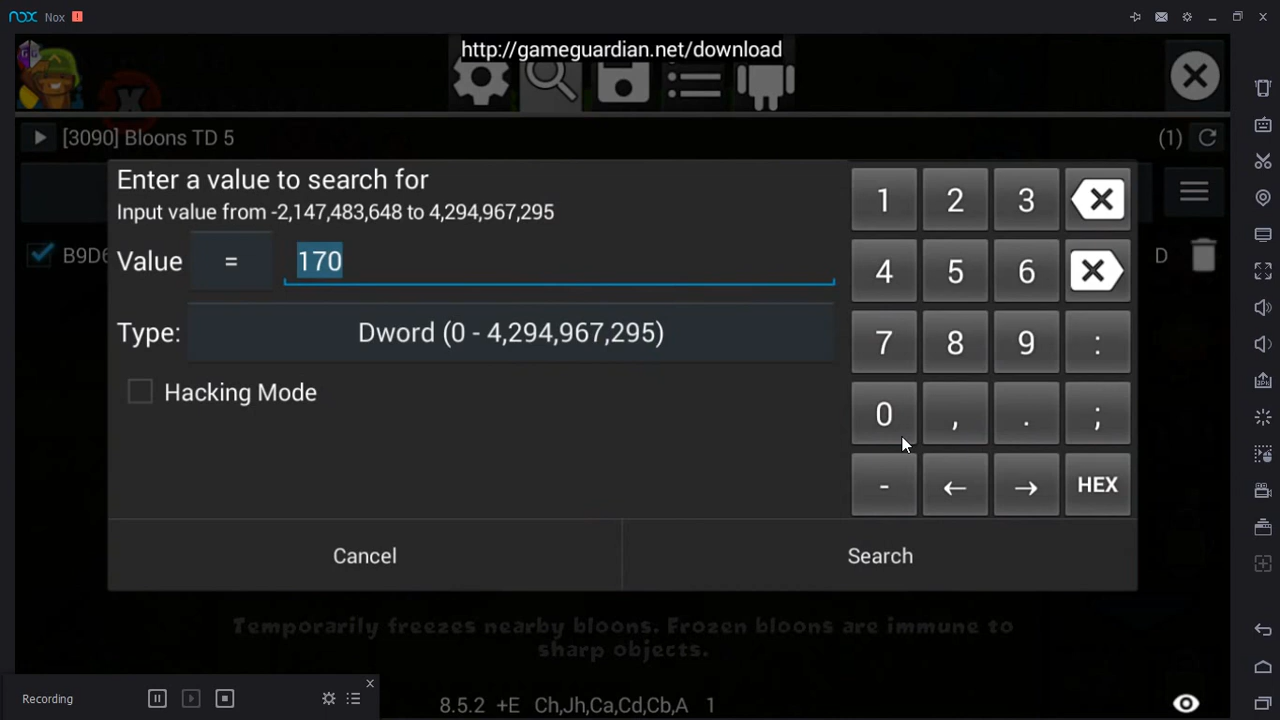 nox Nox !
http://gameguardian.net/download
[3090] Bloons TD 5 (1)
Enter a value to search for
Input value from -2,147,483,648 to 4,294,967,295
B9D6 Value = 170 D
Type: Dword (0 - 4,294,967,295)
Hacking Mode
1 2 3
4 5 6
7 8 9 :
0 , . ;
- ← → HEX
Cancel Search
Temporarily freezes nearby bloons. Frozen bloons are immune to
sharp objects.
Recording
8.5.2 +E Ch,Jh,Ca,Cd,Cb,A 1